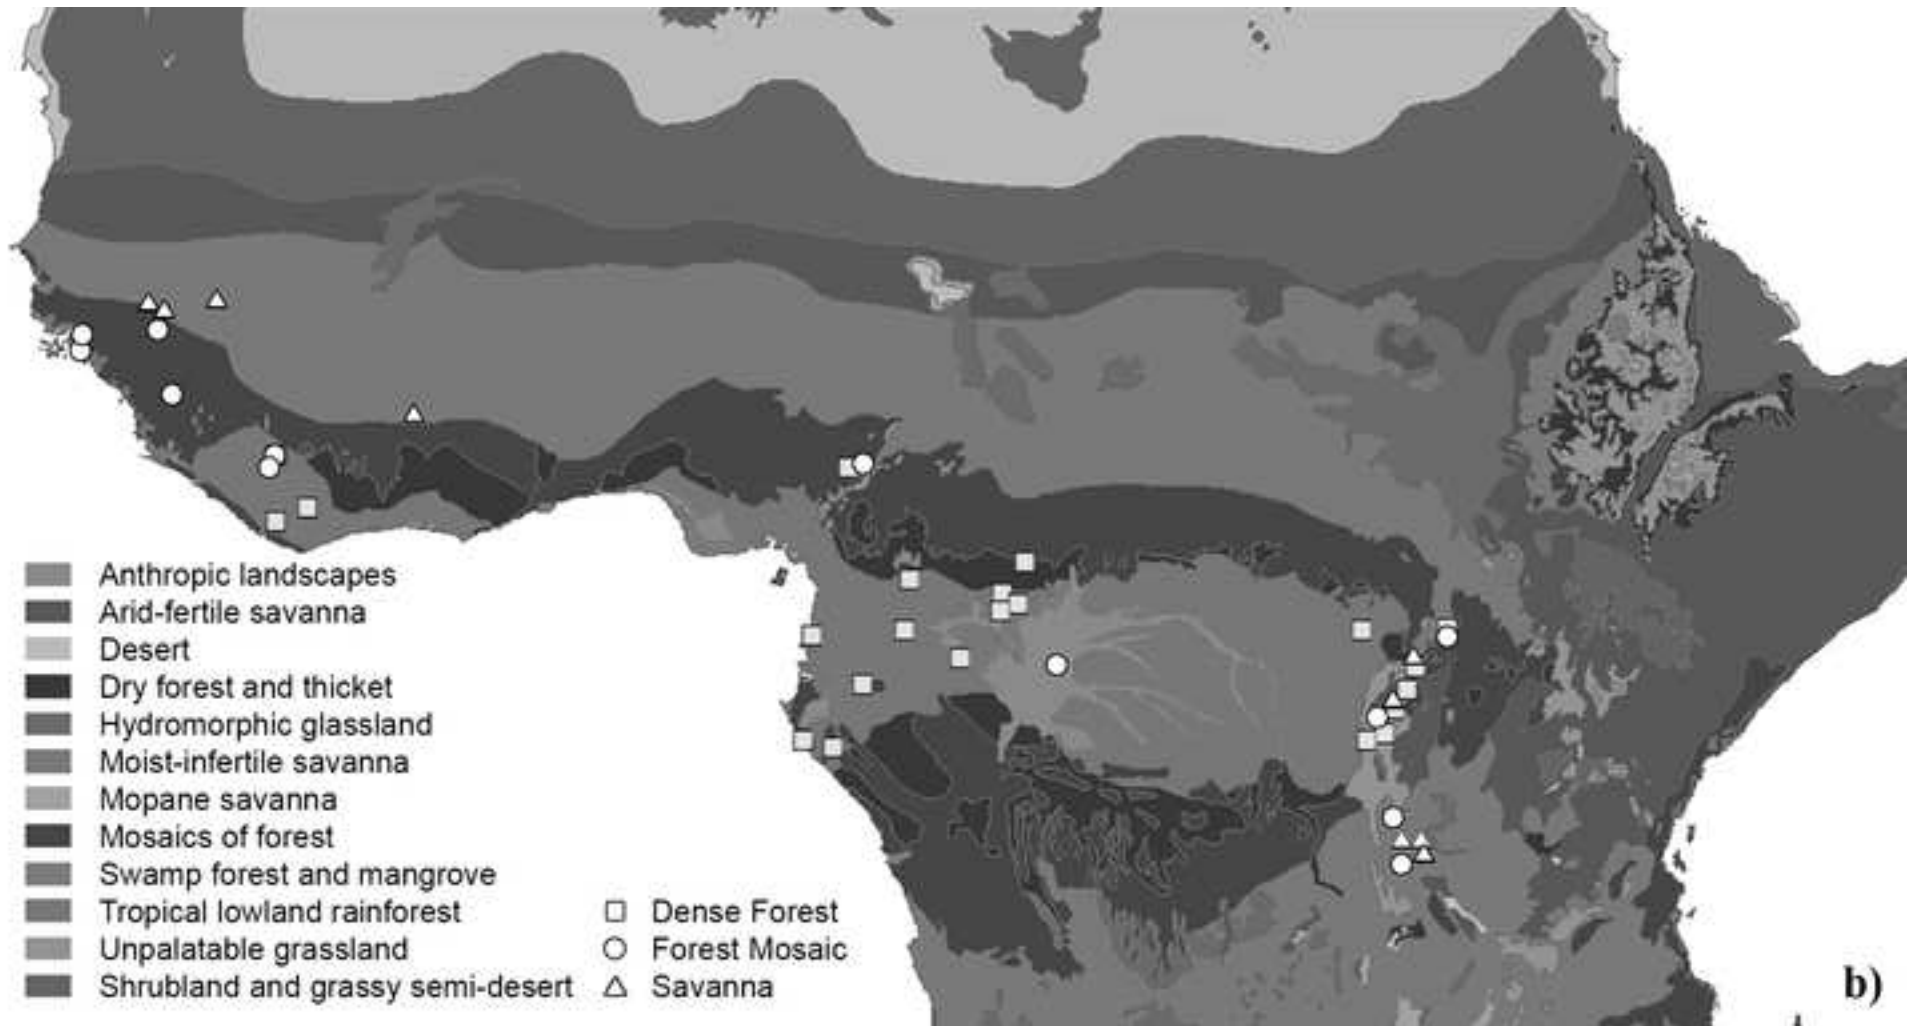 Anthropic landscapes
Arid-fertile savanna
Desert
Dry forest and thicket
Hydromorphic glassland
Moist-infertile savanna
Mopane savanna
Mosaics of forest
Swamp forest and mangrove
Tropical lowland rainforest
Unpalatable grassland
Shrubland and grassy semi-desert
Dense Forest
Forest Mosaic
Savanna
b)